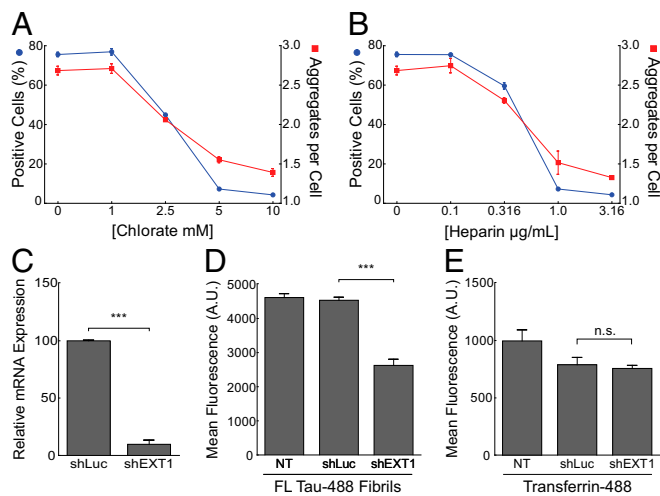 A
Positive Cells (%)
80
60
40
20
0
3.0
2.5
2.0
1.5
1.0
Aggregates per Cell
0 1 2.5 5 10
[Chlorate mM]
B
Positive Cells (%)
80
60
40
20
0
3.0
2.5
2.0
1.5
1.0
Aggregates per Cell
0 0.1 0.316 1.0 3.16
[Heparin µg/mL]
C
Relative mRNA Expression
150
100
50
0
***
shLuc shEXT1
D
Mean Fluorescence (A.U.)
5000
4000
3000
2000
1000
0
***
NT shLuc shEXT1
FL Tau-488 Fibrils
E
Mean Fluorescence (A.U.)
1500
1000
500
0
n.s.
NT shLuc shEXT1
Transferrin-488